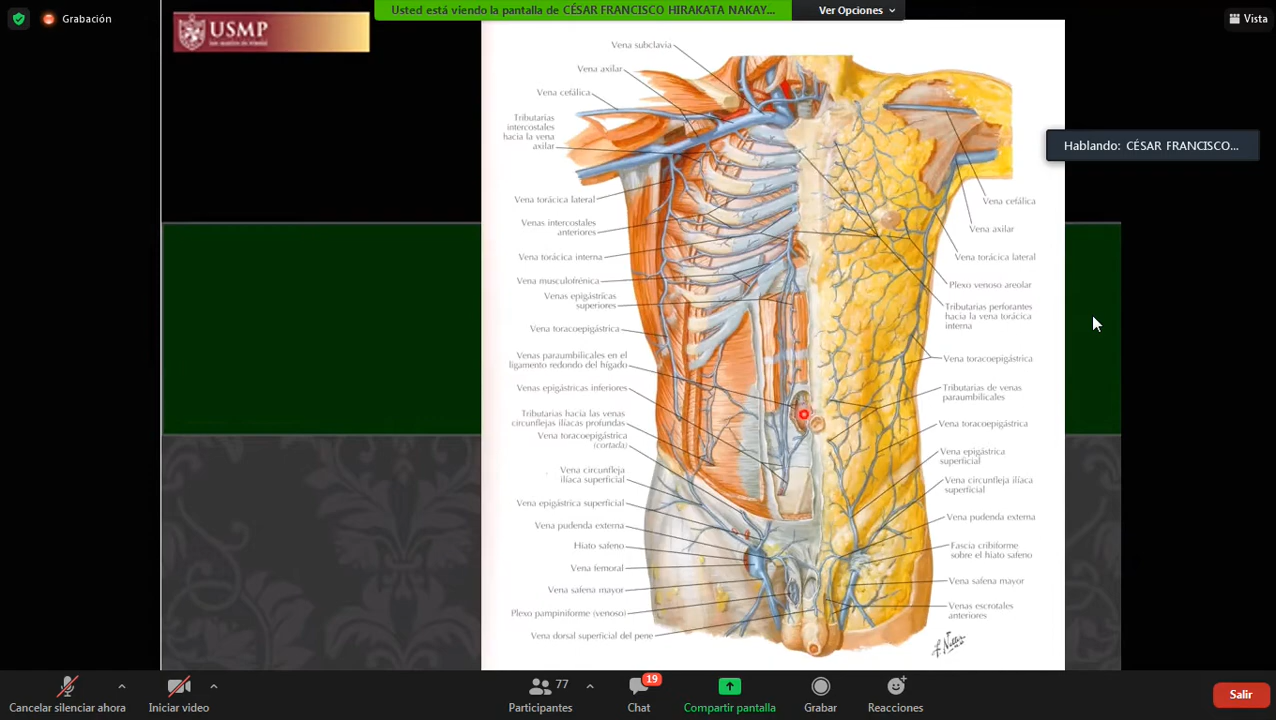 Grabación
Usted está viendo la pantalla de CÉSAR FRANCISCO HIRAKATA NAKAY...
Ver Opciones
Vista
USMP
Hablando: CÉSAR FRANCISCO...
Vena subclavia
Vena axilar
Vena cefálica
Tributarias
intercostales
hacia la vena
axilar
Vena torácica lateral
Venas intercostales
anteriores
Vena torácica interna
Vena musculofrénica
Venas epigástricas
superiores
Vena toracoepigástrica
Venas paraumbilicales en el
ligamento redondo del hígado
Venas epigástricas inferiores
Tributarias hacia las venas
circunflejas ilíacas profundas
Vena toracoepigástrica
(cortada)
Vena circunfleja
ilíaca superficial
Vena epigástrica superficial
Vena pudenda externa
Hiato safeno
Vena femoral
Vena safena mayor
Plexo pampiniforme (venoso)
Vena dorsal superficial del pene
Vena cefálica
Vena axilar
Vena torácica lateral
Plexo venoso areolar
Tributarias perforantes
hacia la vena torácica
interna
Vena toracoepigástrica
Tributarias de venas
paraumbilicales
Vena toracoepigástrica
Vena epigástrica
superficial
Vena circunfleja ilíaca
superficial
Vena pudenda externa
Fascia cribiforme
sobre el hiato safeno
Vena safena mayor
Venas escrotales
anteriores
F. Netter
Cancelar silenciar ahora
Iniciar video
77
Participantes
19
Chat
Compartir pantalla
Grabar
Reacciones
Salir